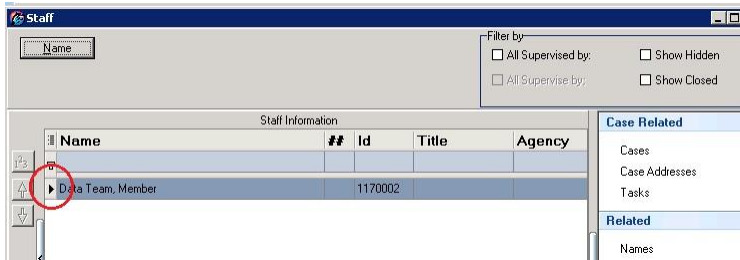 Staff
Name
Filter by
All Supervised by:
Show Hidden
All Supervise by:
Show Closed
Staff Information
Name ## Id Title Agency
Data Team, Member 1170002
Case Related
Cases
Case Addresses
Tasks
Related
Names